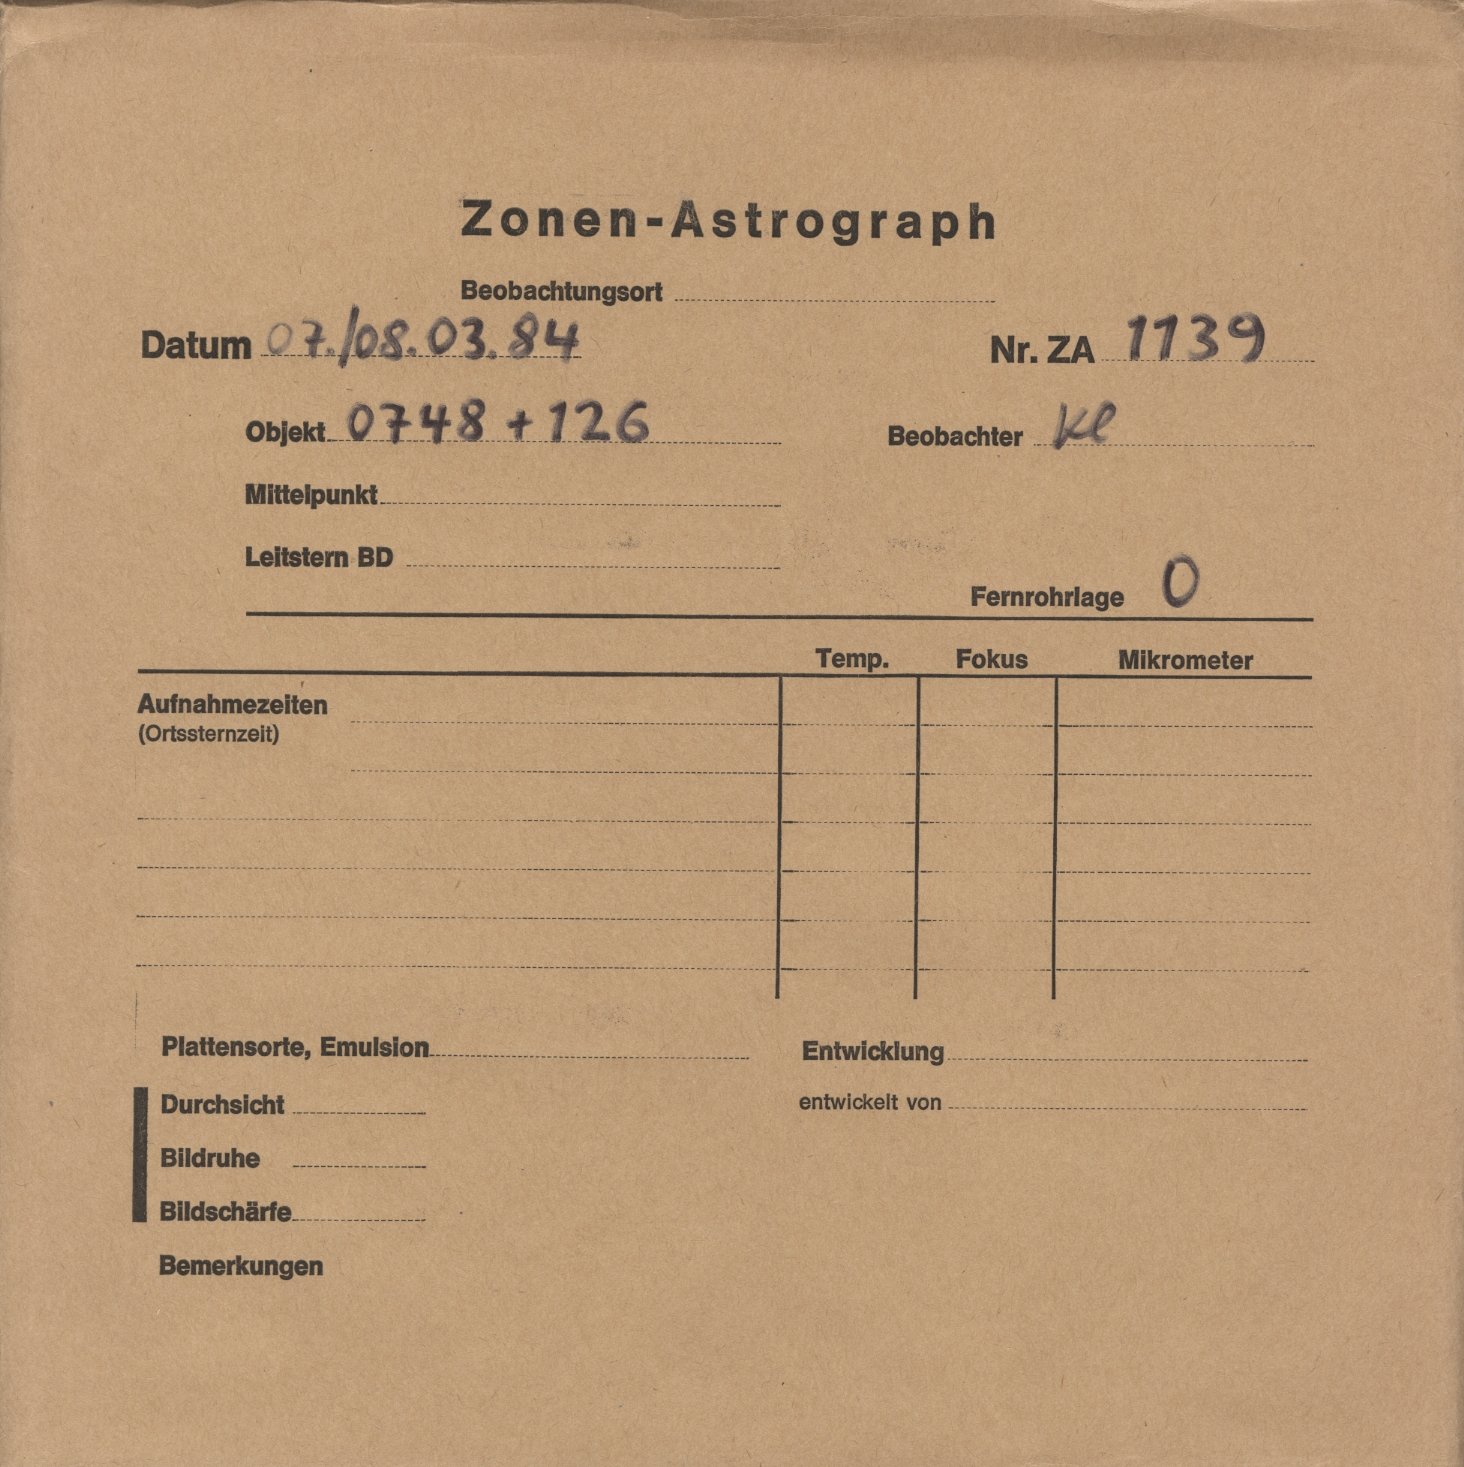 Zonen-Astrograph
Beobachtungsort
Datum 07./08.03.84 Nr. ZA 1139
Objekt 0748 + 126 Beobachter Kl
Mittelpunkt
Leitstern BD
Fernrohrlage O
Temp. Fokus Mikrometer
Aufnahmezeiten
(Ortssternzeit)
Plattensorte, Emulsion Entwicklung
Durchsicht entwickelt von
Bildruhe
Bildschärfe
Bemerkungen